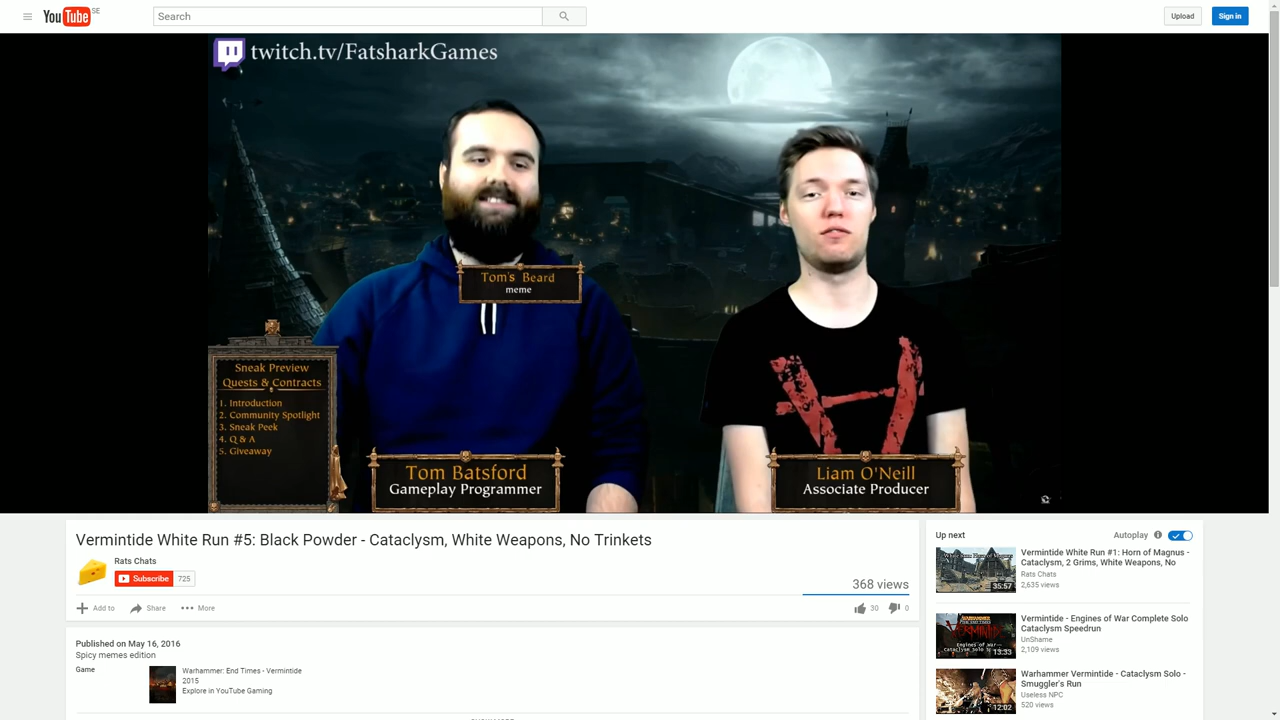 YouTube SE
Search
Upload
Sign in
twitch.tv/FatsharkGames
Tom's Beard
meme
Sneak Preview
Quests & Contracts
1. Introduction
2. Community Spotlight
3. Sneak Peek
4. Q & A
5. Giveaway
Tom Batsford
Gameplay Programmer
Liam O'Neill
Associate Producer
Vermintide White Run #5: Black Powder - Cataclysm, White Weapons, No Trinkets
Rats Chats
Subscribe 725
368 views
Add to Share More
30 0
Published on May 16, 2016
Spicy memes edition
Game
Warhammer: End Times - Vermintide
2015
Explore in YouTube Gaming
Up next
Autoplay
Vermintide White Run #1: Horn of Magnus -
Cataclysm, 2 Grims, White Weapons, No
Rats Chats
2,635 views
35:57
Vermintide - Engines of War Complete Solo
Cataclysm Speedrun
UnShame
2,109 views
13:33
Warhammer Vermintide - Cataclysm Solo -
Smuggler's Run
Useless NPC
520 views
12:02